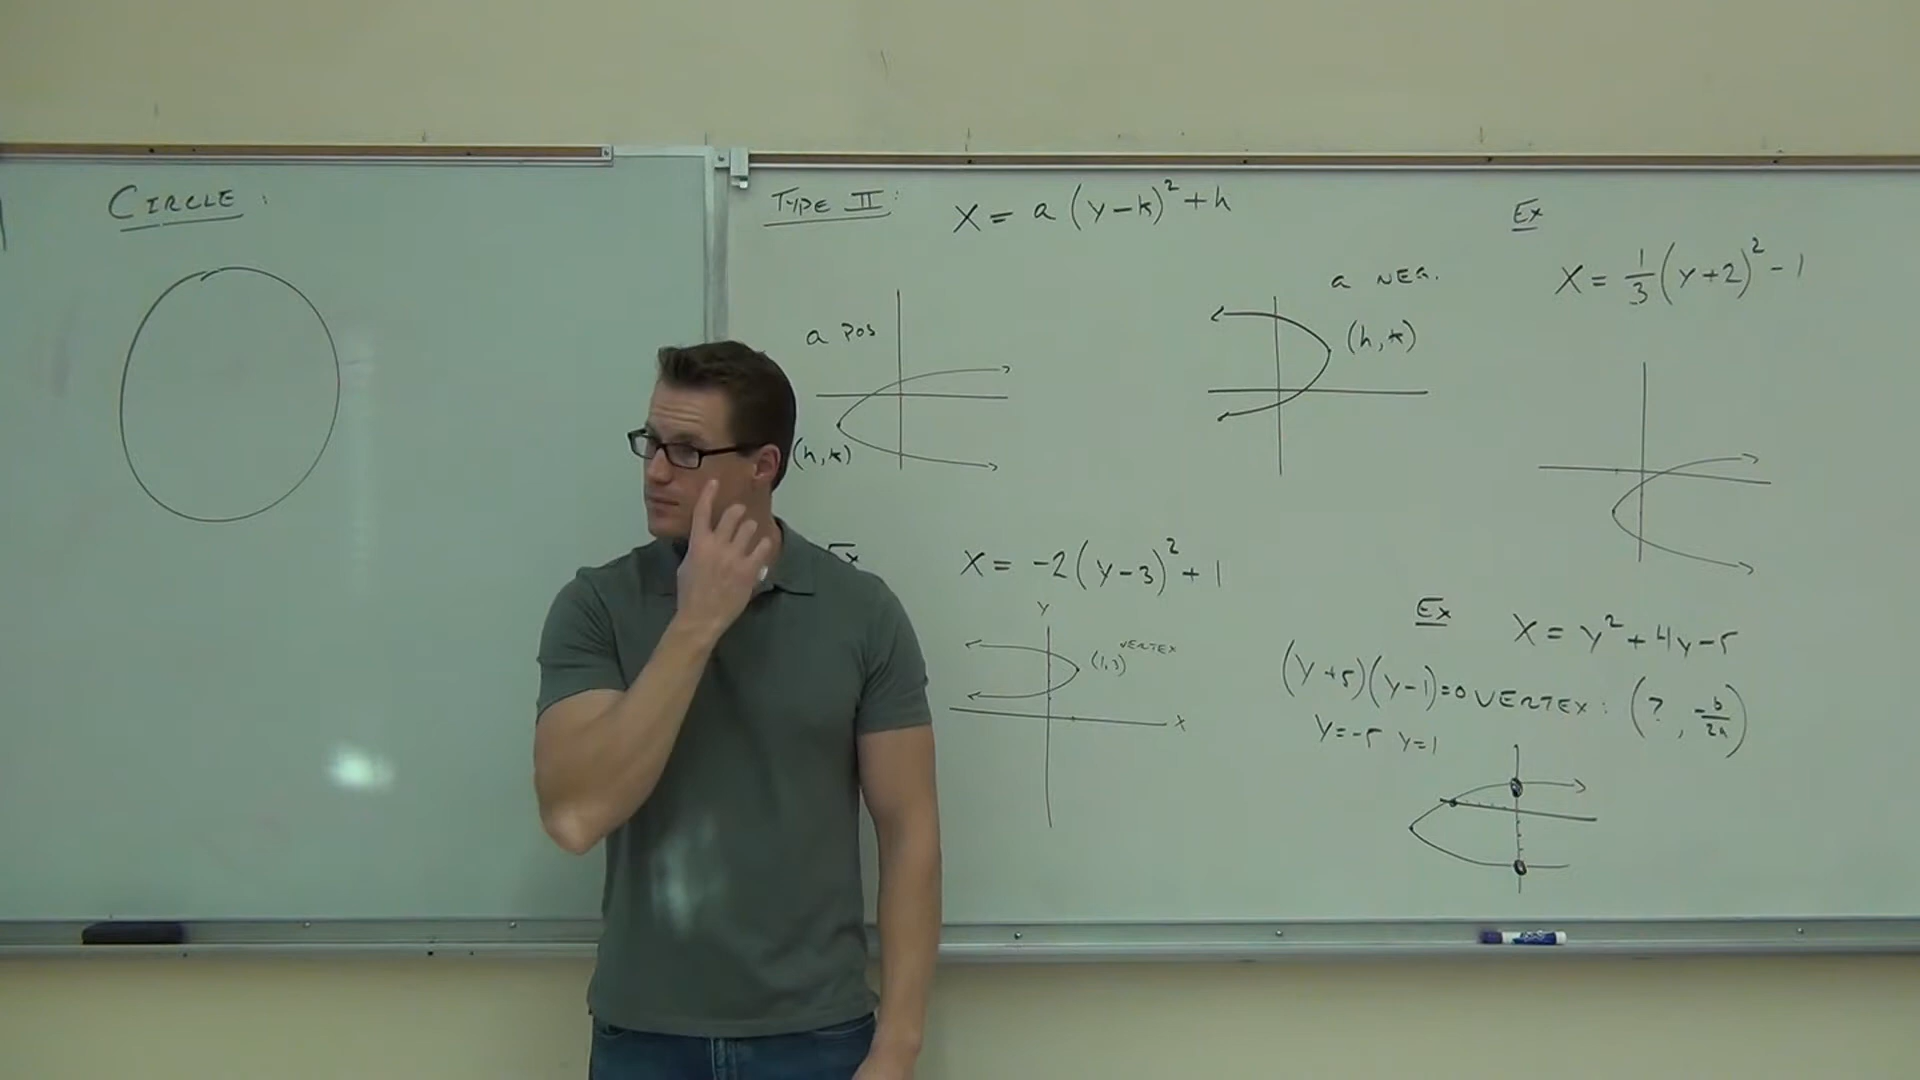 CIRCLE:
TYPE II: X = a(y-k)²+h
a POS
(h,k)
a NEG.
(h,k)
Ex
X = -2(y-3)²+1
Y
(1,3) VERTEX
X
Ex
X = 1/3(y+2)²-1
Ex X = y²+4y-5
(y+5)(y-1)=0 VERTEX: (?, -b/2a)
Y=-5 Y=1